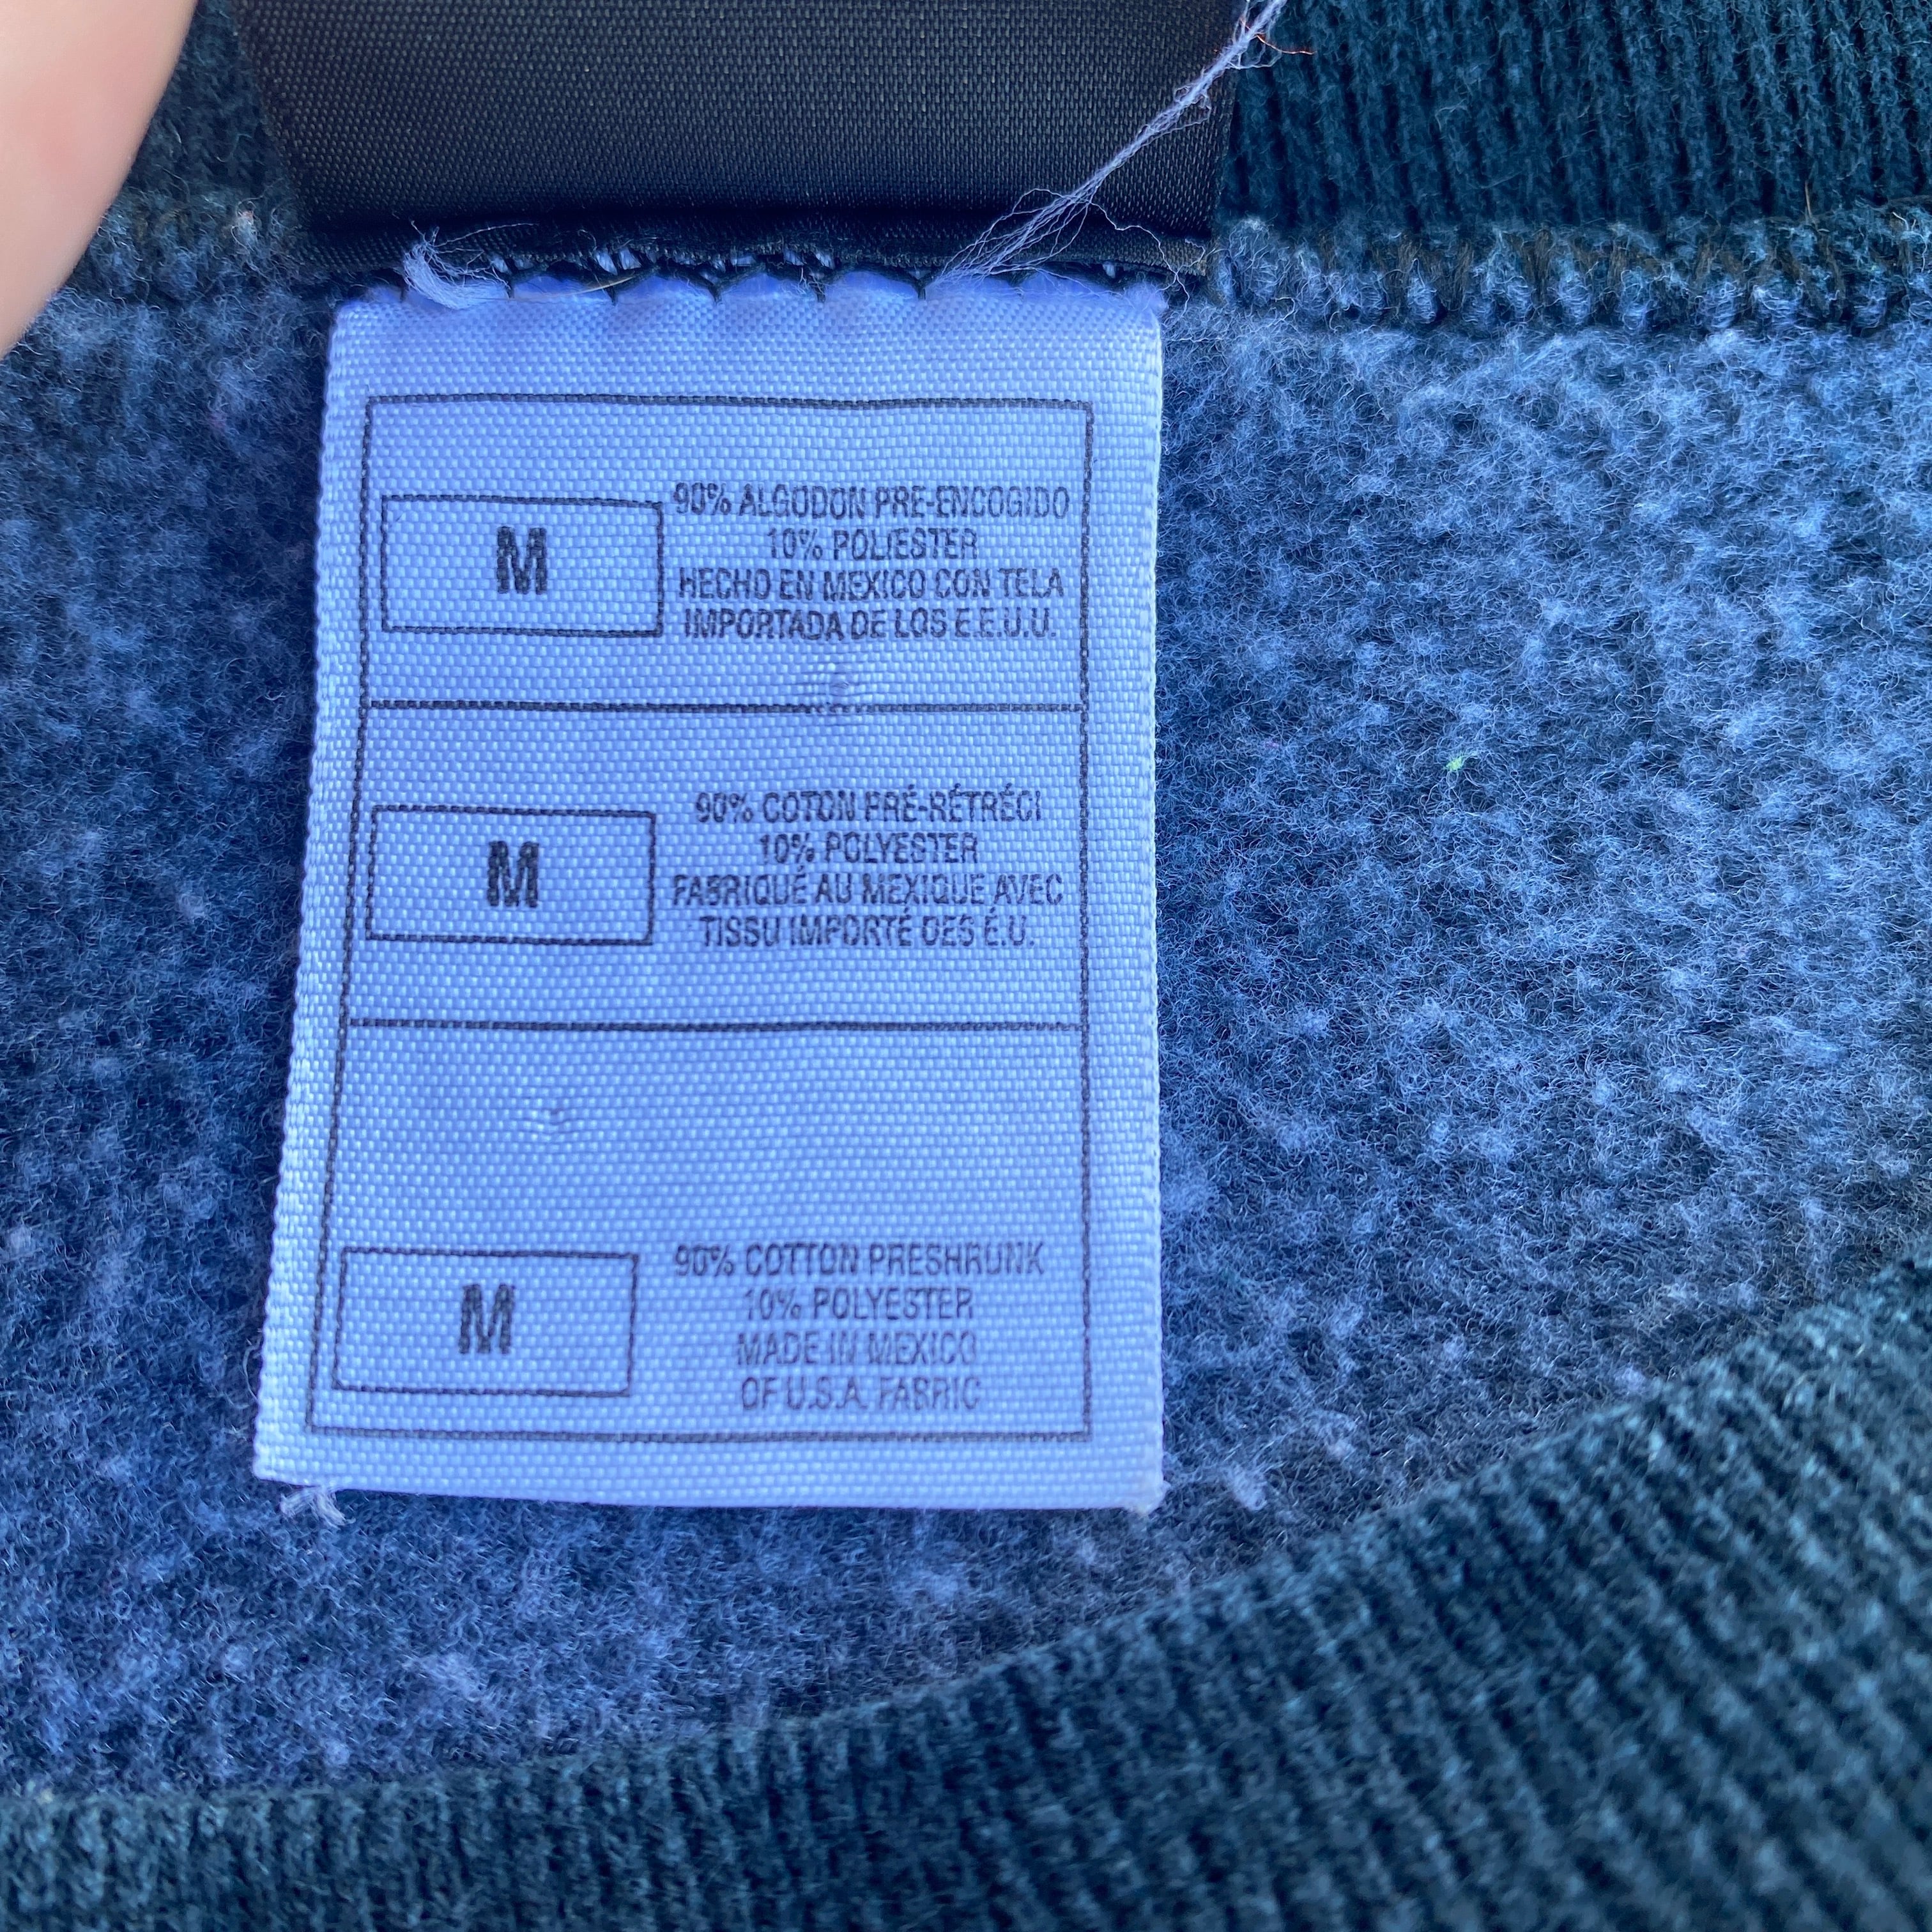 M
90% ALGODON PRE-ENCOGIDO
10% POLIESTER
HECHO EN MEXICO CON TELA
IMPORTADA DE LOS E.E.U.U.
M
90% COTON PRÉ-RÉTRÉCI
10% POLYESTER
FABRIQUÉ AU MEXIQUE AVEC
TISSU IMPORTÉ DES É.U.
M
90% COTTON PRESHRUNK
10% POLYESTER
MADE IN MEXICO
OF U.S.A. FABRIC